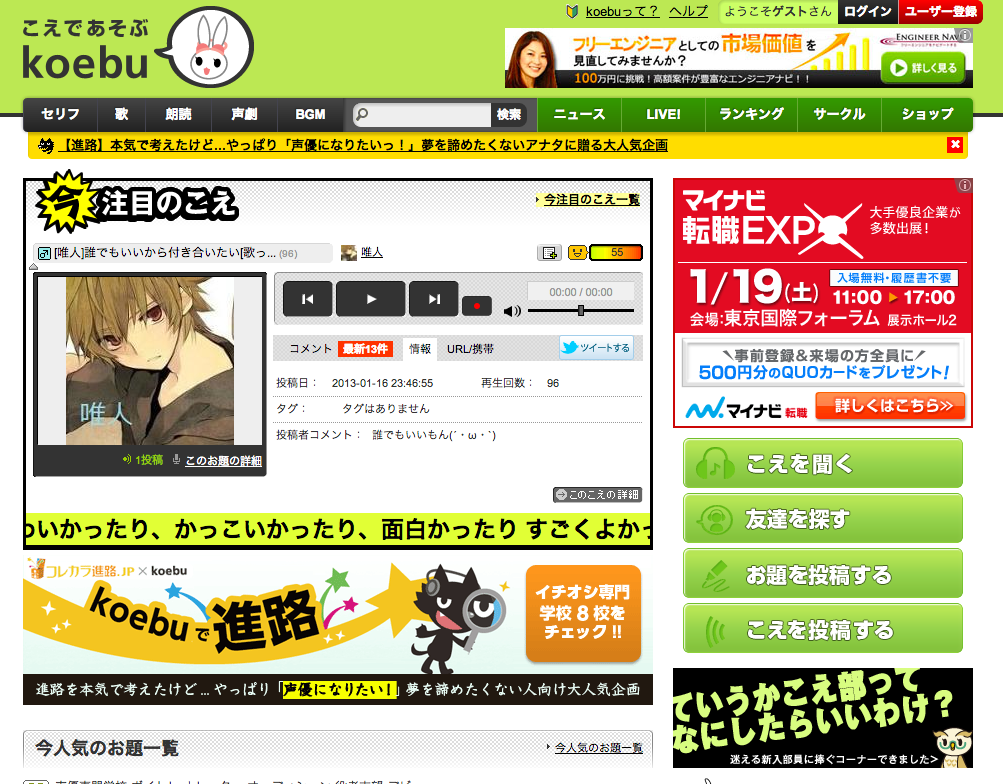 こえであそぶ
koebu
koebuって？ ヘルプ
ようこそゲストさん
ログイン
ユーザー登録
フリーエンジニアとしての市場価値を
見直してみませんか？
100万円に挑戦！高額案件が豊富なエンジニアナビ！！
ENGINEER NAVI
詳しく見る
セリフ 歌 朗読 声劇 BGM 検索 ニュース LIVE! ランキング サークル ショップ
【進路】本気で考えたけど…やっぱり「声優になりたいっ！」夢を諦めたくないアナタに贈る大人気企画
今注目のこえ
今注目のこえ一覧
[唯人]誰でもいいから付き合いたい[歌っ... (96)
唯人
55
00:00 / 00:00
コメント 最新13件 情報 URL/携帯
ツイートする
投稿日： 2013-01-16 23:46:55 再生回数： 96
タグ： タグはありません
投稿者コメント： 誰でもいいもん(´・ω・`)
唯人
1投稿 このお題の詳細
このこえの詳細
わいかったり、かっこいかったり、面白かったり すごくよかっ
コレカラ進路.JP × koebu
koebuで進路
イチオシ専門
学校8校を
チェック!!
進路を本気で考えたけど...やっぱり「声優になりたい！」夢を諦めたくない人向け大人気企画
今人気のお題一覧
今人気のお題一覧
マイナビ
転職EXPO
大手優良企業が
多数出展！
1/19(土)
入場無料・履歴書不要
11:00 ▶ 17:00
会場:東京国際フォーラム 展示ホール2
＼事前登録&来場の方全員に／
500円分のQUOカードをプレゼント!
マイナビ転職
詳しくはこちら≫
こえを聞く
友達を探す
お題を投稿する
こえを投稿する
ていうかこえ部って
なにしたらいいわけ？
迷える新入部員に捧ぐコーナーできました>